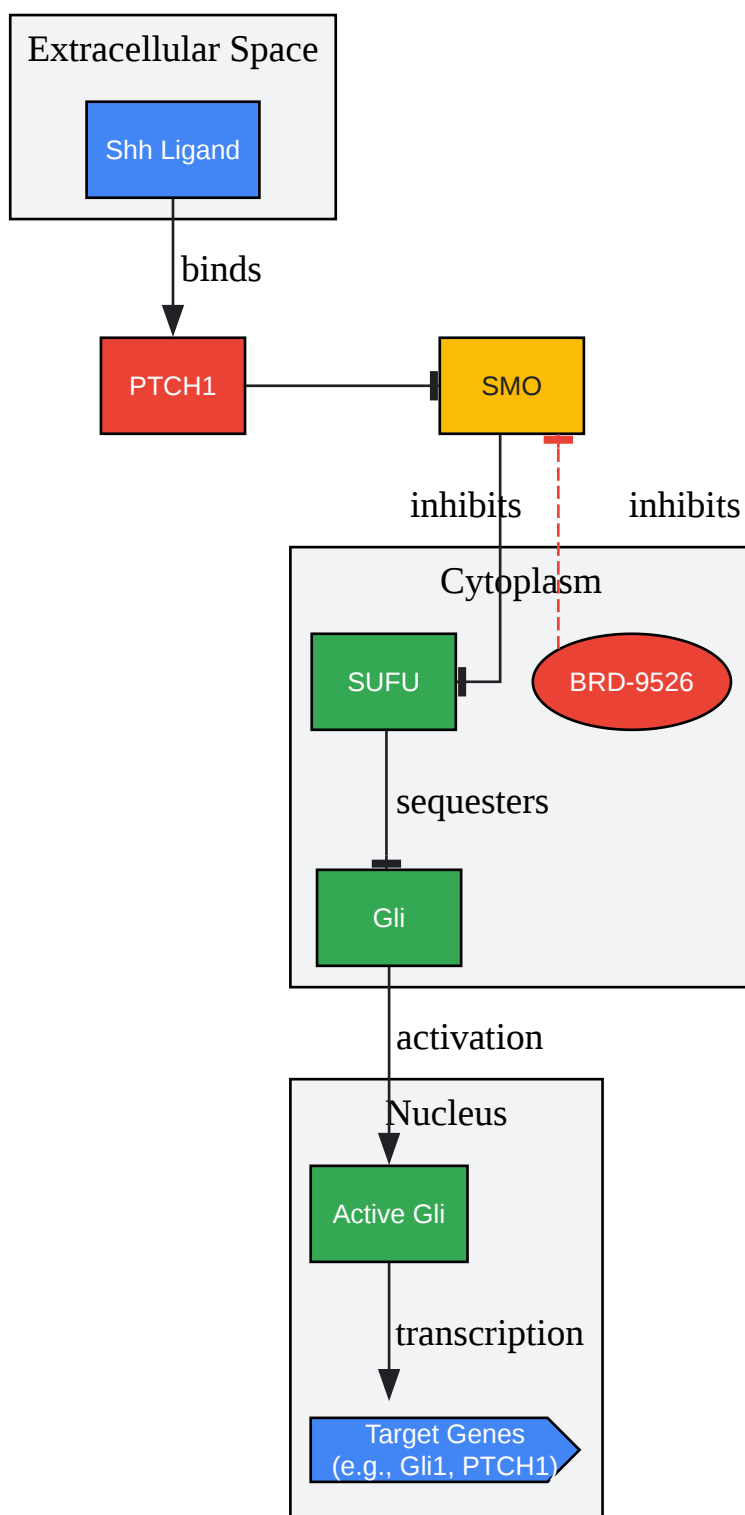 Extracellular Space
Shh Ligand
binds
PTCH1
SMO
inhibits
inhibits
Cytoplasm
SUFU
BRD-9526
sequesters
Gli
activation
Nucleus
Active Gli
transcription
Target Genes
(e.g., Gli1, PTCH1)